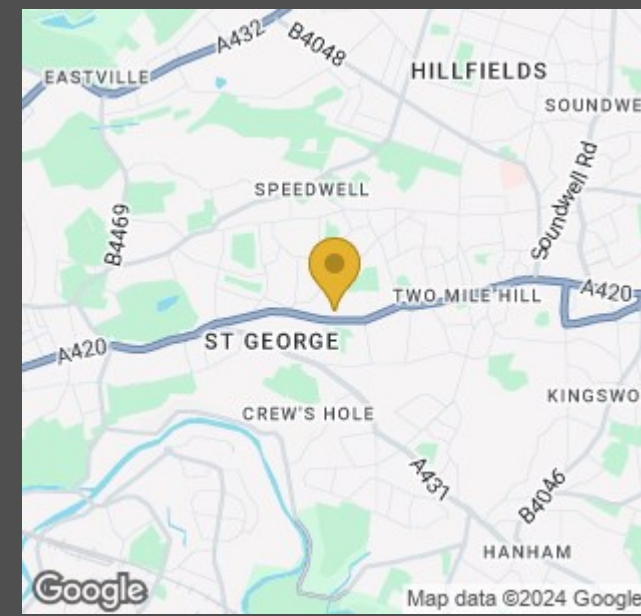 A432
B4048
EASTVILLE
HILLFIELDS
SOUNDWE
Soundwell Rd
SPEEDWELL
B4469
TWO MILE HILL
A420
ST GEORGE
A420
KINGSWO
CREW'S HOLE
A431
B4046
HANHAM
Google
Map data ©2024 Google